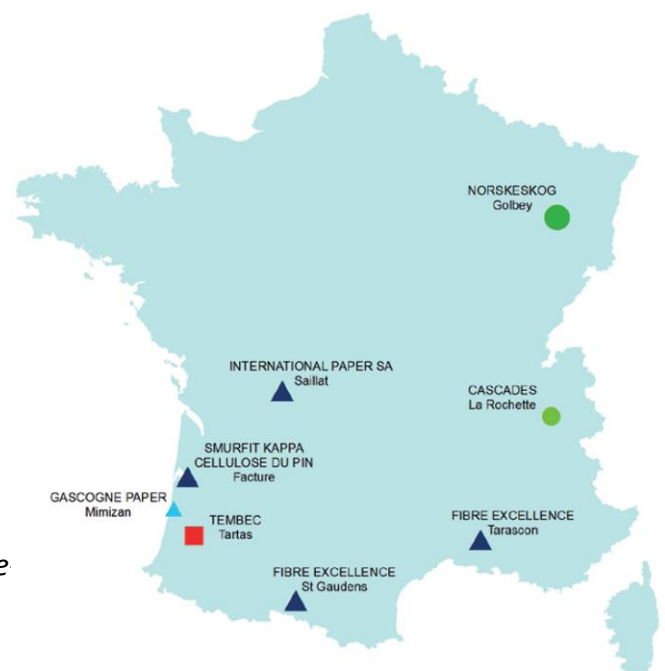 NORSKESKOG
Golbey
INTERNATIONAL PAPER SA
Saillat
CASCADES
La Rochette
SMURFIT KAPPA
CELLULOSE DU PIN
Facture
GASCOGNE PAPER
Mimizan
TEMBEC
Tartas
FIBRE EXCELLENCE
Tarascon
FIBRE EXCELLENCE
St Gaudens
e